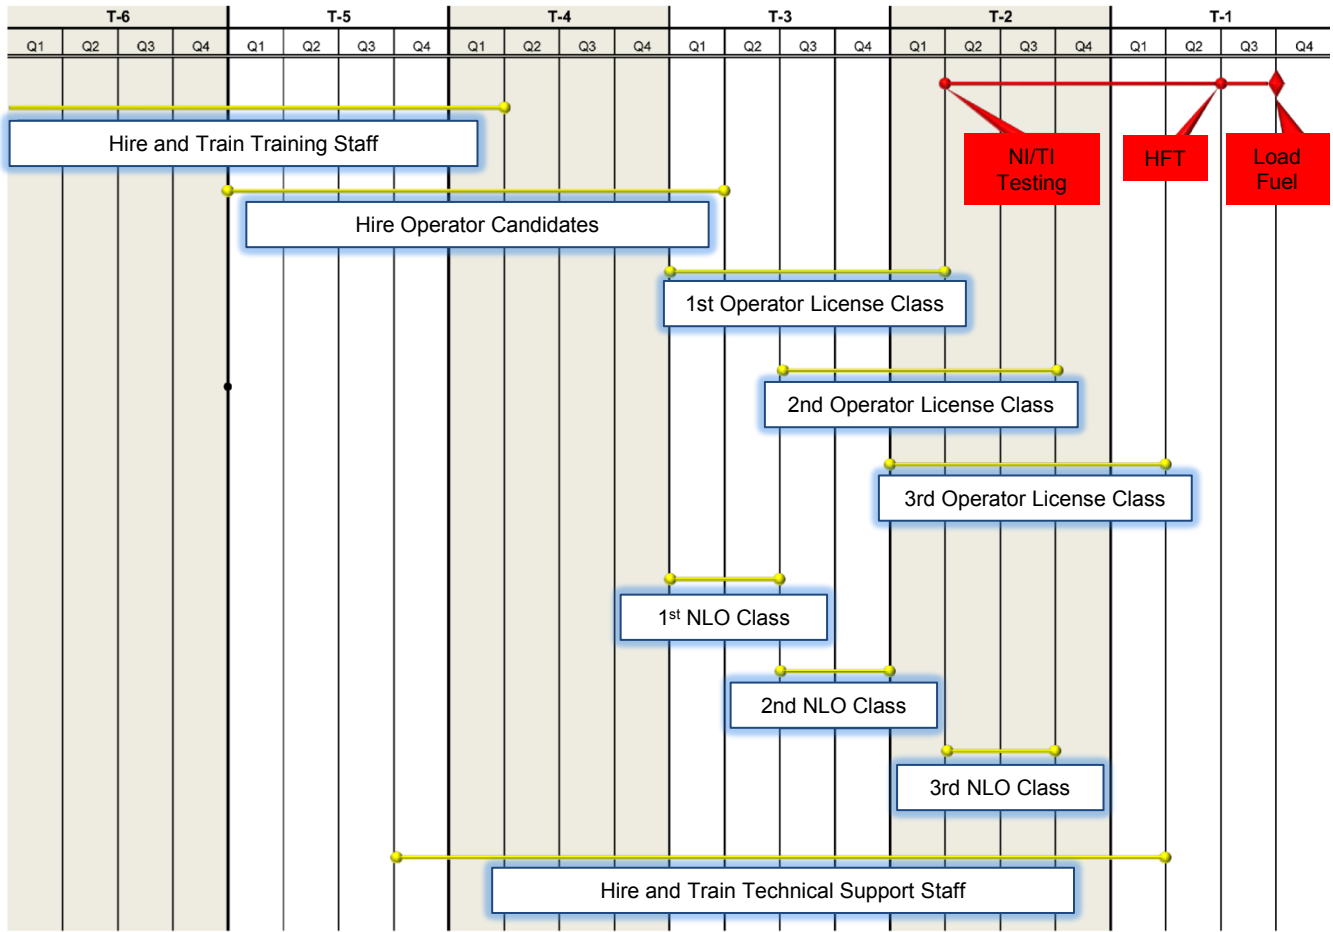 T-6 T-5 T-4 T-3 T-2 T-1
Q1 Q2 Q3 Q4 Q1 Q2 Q3 Q4 Q1 Q2 Q3 Q4 Q1 Q2 Q3 Q4 Q1 Q2 Q3 Q4 Q1 Q2 Q3 Q4
Hire and Train Training Staff
NI/TI
Testing
HFT
Load
Fuel
Hire Operator Candidates
1st Operator License Class
2nd Operator License Class
3rd Operator License Class
1st NLO Class
2nd NLO Class
3rd NLO Class
Hire and Train Technical Support Staff